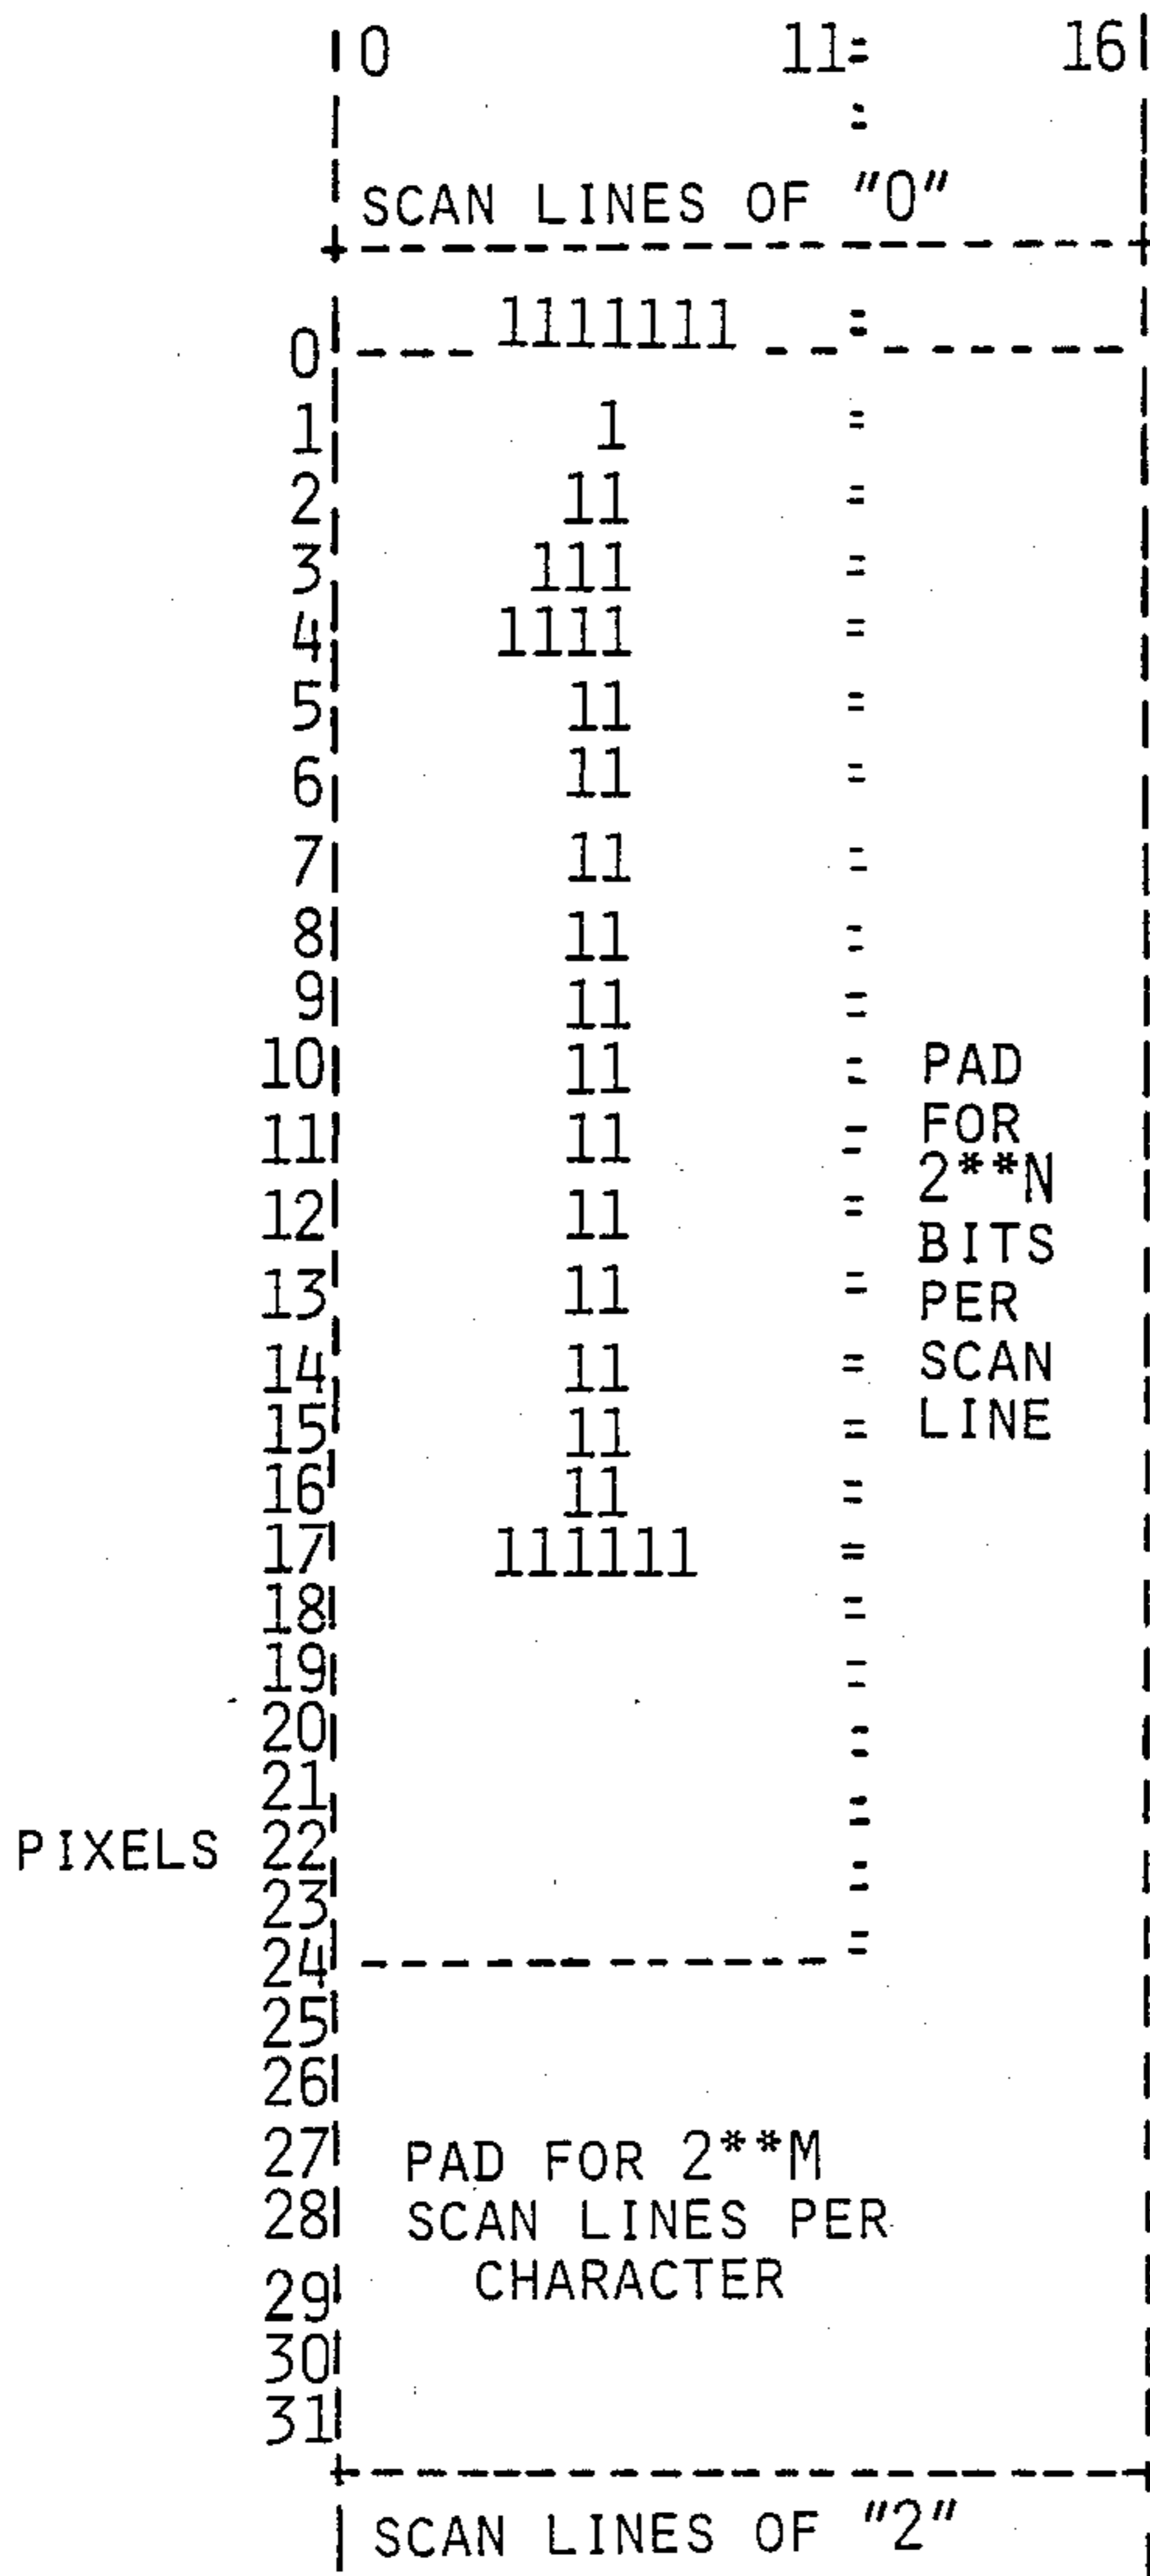 0 11 16
SCAN LINES OF "0"
1111111
0
1 1
2 11
3 111
4 1111
5 11
6 11
7 11
8 11
9 11
10 11 PAD
11 11 FOR
2**N
12 11
BITS
13 11 PER
14 11 SCAN
15 11 LINE
16 11
17 111111
18
19
20
21
PIXELS 22
23
24
25
26
27 PAD FOR 2**M
28 SCAN LINES PER
29 CHARACTER
30
31
SCAN LINES OF "2"